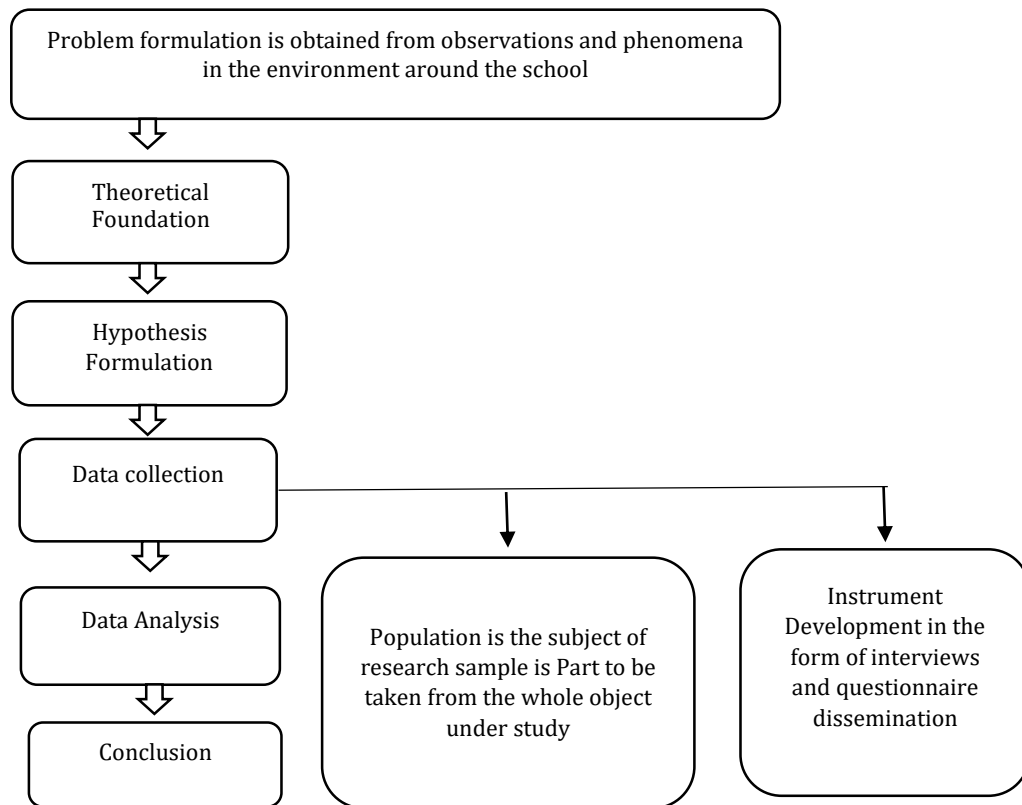 Problem formulation is obtained from observations and phenomena
in the environment around the school
Theoretical
Foundation
Hypothesis
Formulation
Data collection
Data Analysis
Conclusion
Population is the subject of
research sample is Part to be
taken from the whole object
under study
Instrument
Development in the
form of interviews
and questionnaire
dissemination